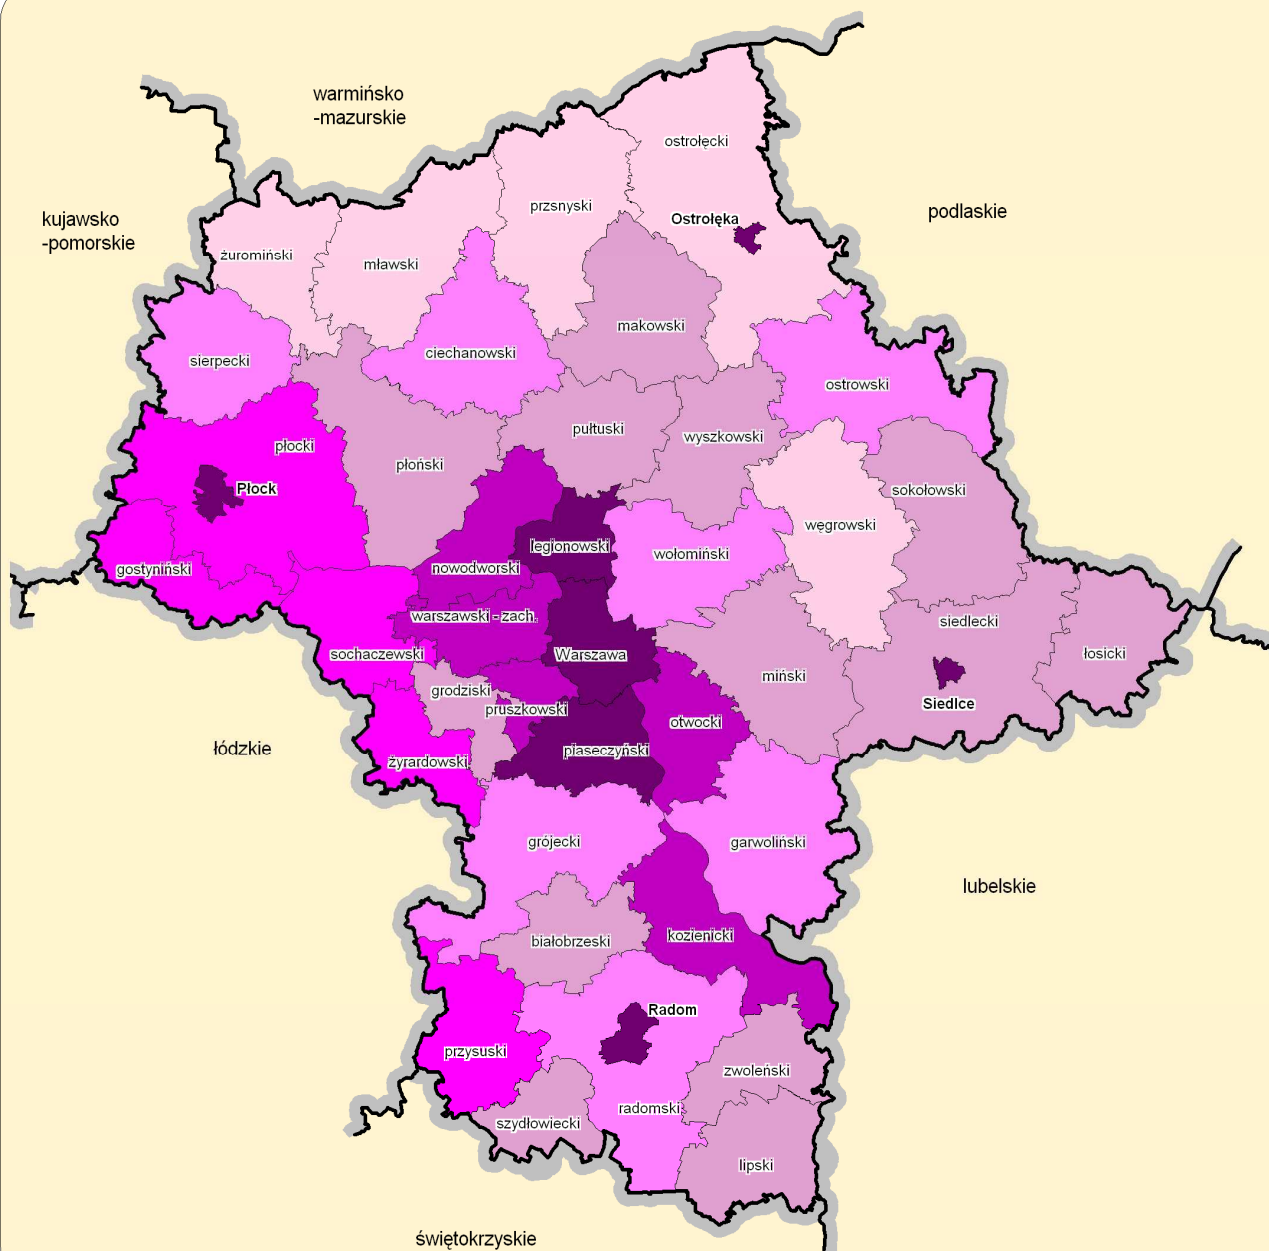 warmińsko
-mazurskie
ostrołęcki
przsnyski
kujawsko
-pomorskie
Ostrołęka
podlaskie
żuromiński
mławski
makowski
ciechanowski
sierpecki
ostrowski
pułtuski
wyszkowski
płocki
płoński
Płock
sokołowski
węgrowski
legionowski
wołomiński
gostyniński
nowodworski
warszawski - zach.
siedlecki
sochaczewski
Warszawa
łosicki
miński
grodziski
Siedlce
pruszkowski
otwocki
łódzkie
piaseczyński
żyrardowski
grójecki
garwoliński
lubelskie
kozienicki
białobrzeski
Radom
przysuski
zwoleński
radomski
szydłowiecki
lipski
świętokrzyskie